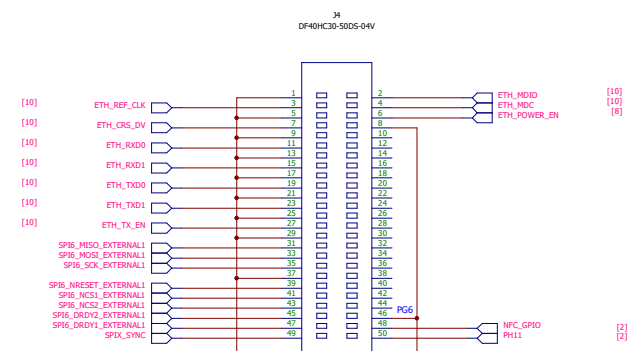 J4
DF40HC30-50DS-04V
1 2 ETH_MDIO [10]
[10] ETH_REF_CLK 3 4 ETH_MDC [10]
5 6 ETH_POWER_EN [8]
[10] ETH_CRS_DV 7 8
9 10
[10] ETH_RXD0 11 12
13 14
[10] ETH_RXD1 15 16
17 18
[10] ETH_TXD0 19 20
21 22
[10] ETH_TXD1 23 24
25 26
[10] ETH_TX_EN 27 28
29 30
SPI6_MISO_EXTERNAL1 31 32
SPI6_MOSI_EXTERNAL1 33 34
SPI6_SCK_EXTERNAL1 35 36
37 38
SPI6_NRESET_EXTERNAL1 39 40
SPI6_NCS1_EXTERNAL1 41 42
SPI6_NCS2_EXTERNAL1 43 44 PG6
SPI6_DRDY2_EXTERNAL1 45 46
SPI6_DRDY1_EXTERNAL1 47 48 NFC_GPIO [2]
SPIX_SYNC 49 50 PH11 [2]